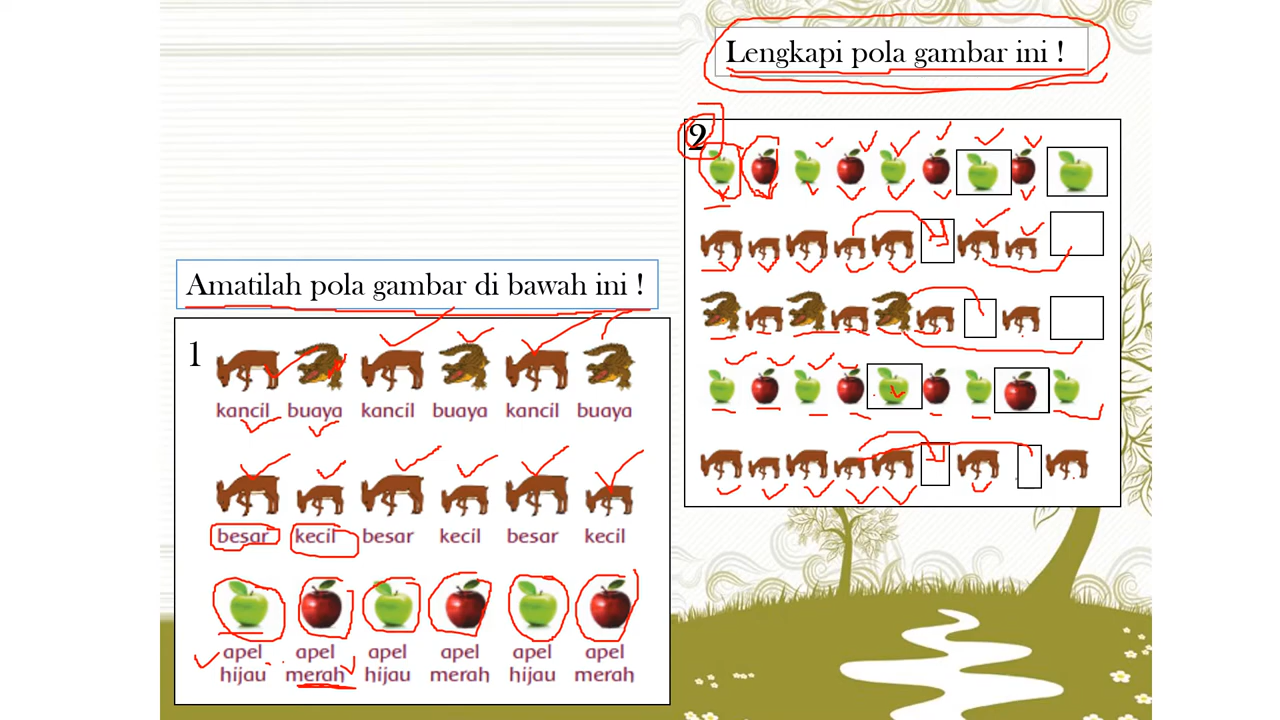 Amatilah pola gambar di bawah ini !
1
kancil buaya kancil buaya kancil buaya
besar kecil besar kecil besar kecil
apel apel apel apel apel apel
hijau merah hijau merah hijau merah
Lengkapi pola gambar ini !
2